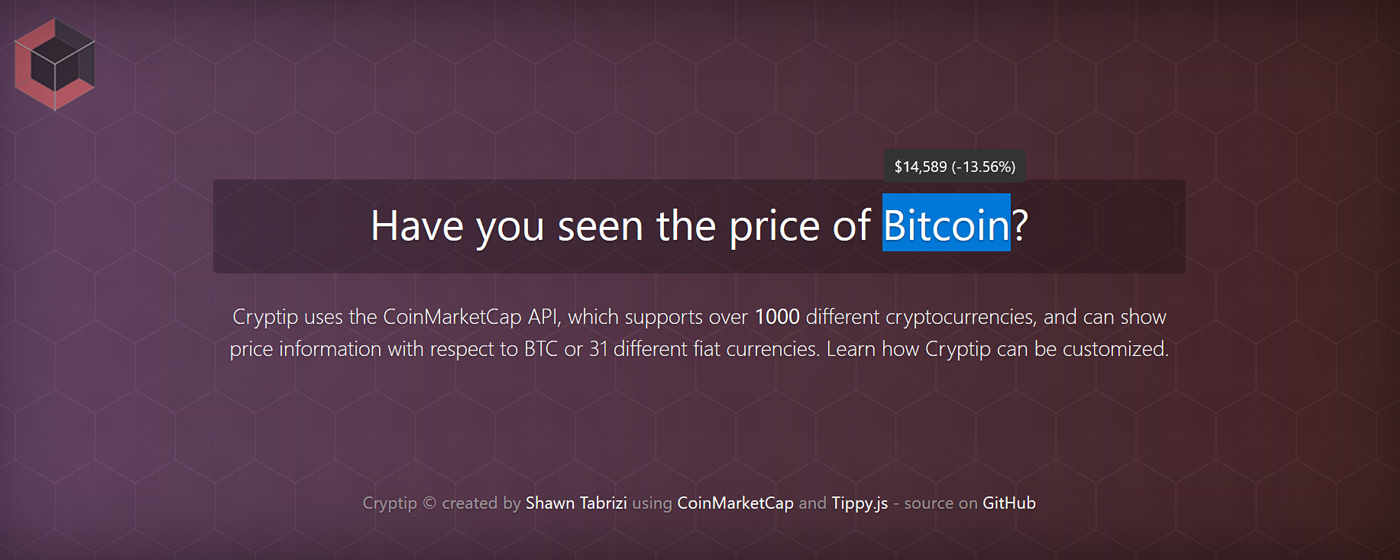 $14,589 (-13.56%)
Have you seen the price of Bitcoin?
Cryptip uses the CoinMarketCap API, which supports over 1000 different cryptocurrencies, and can show
price information with respect to BTC or 31 different fiat currencies. Learn how Cryptip can be customized.
Cryptip © created by Shawn Tabrizi using CoinMarketCap and Tippy.js - source on GitHub